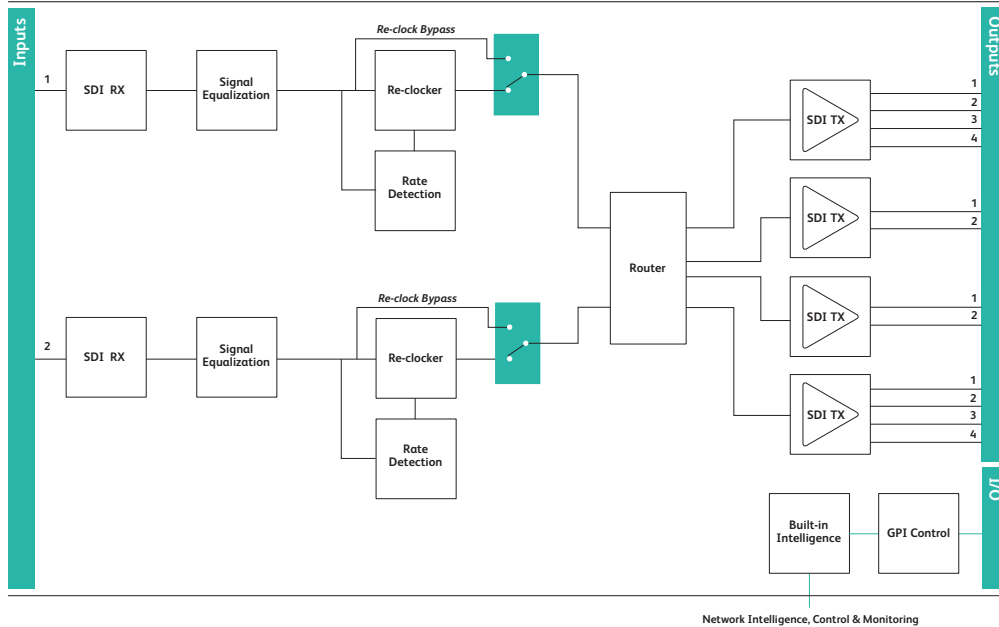 Inputs
Re-clock Bypass
Outputs
1
SDI RX
Signal
Equalization
Re-clocker
Rate
Detection
SDI TX
1
2
3
4
SDI TX
1
2
Router
Re-clock Bypass
2
SDI RX
Signal
Equalization
Re-clocker
Rate
Detection
SDI TX
1
2
SDI TX
1
2
3
4
I/O
Built-in
Intelligence
GPI Control
Network Intelligence, Control & Monitoring